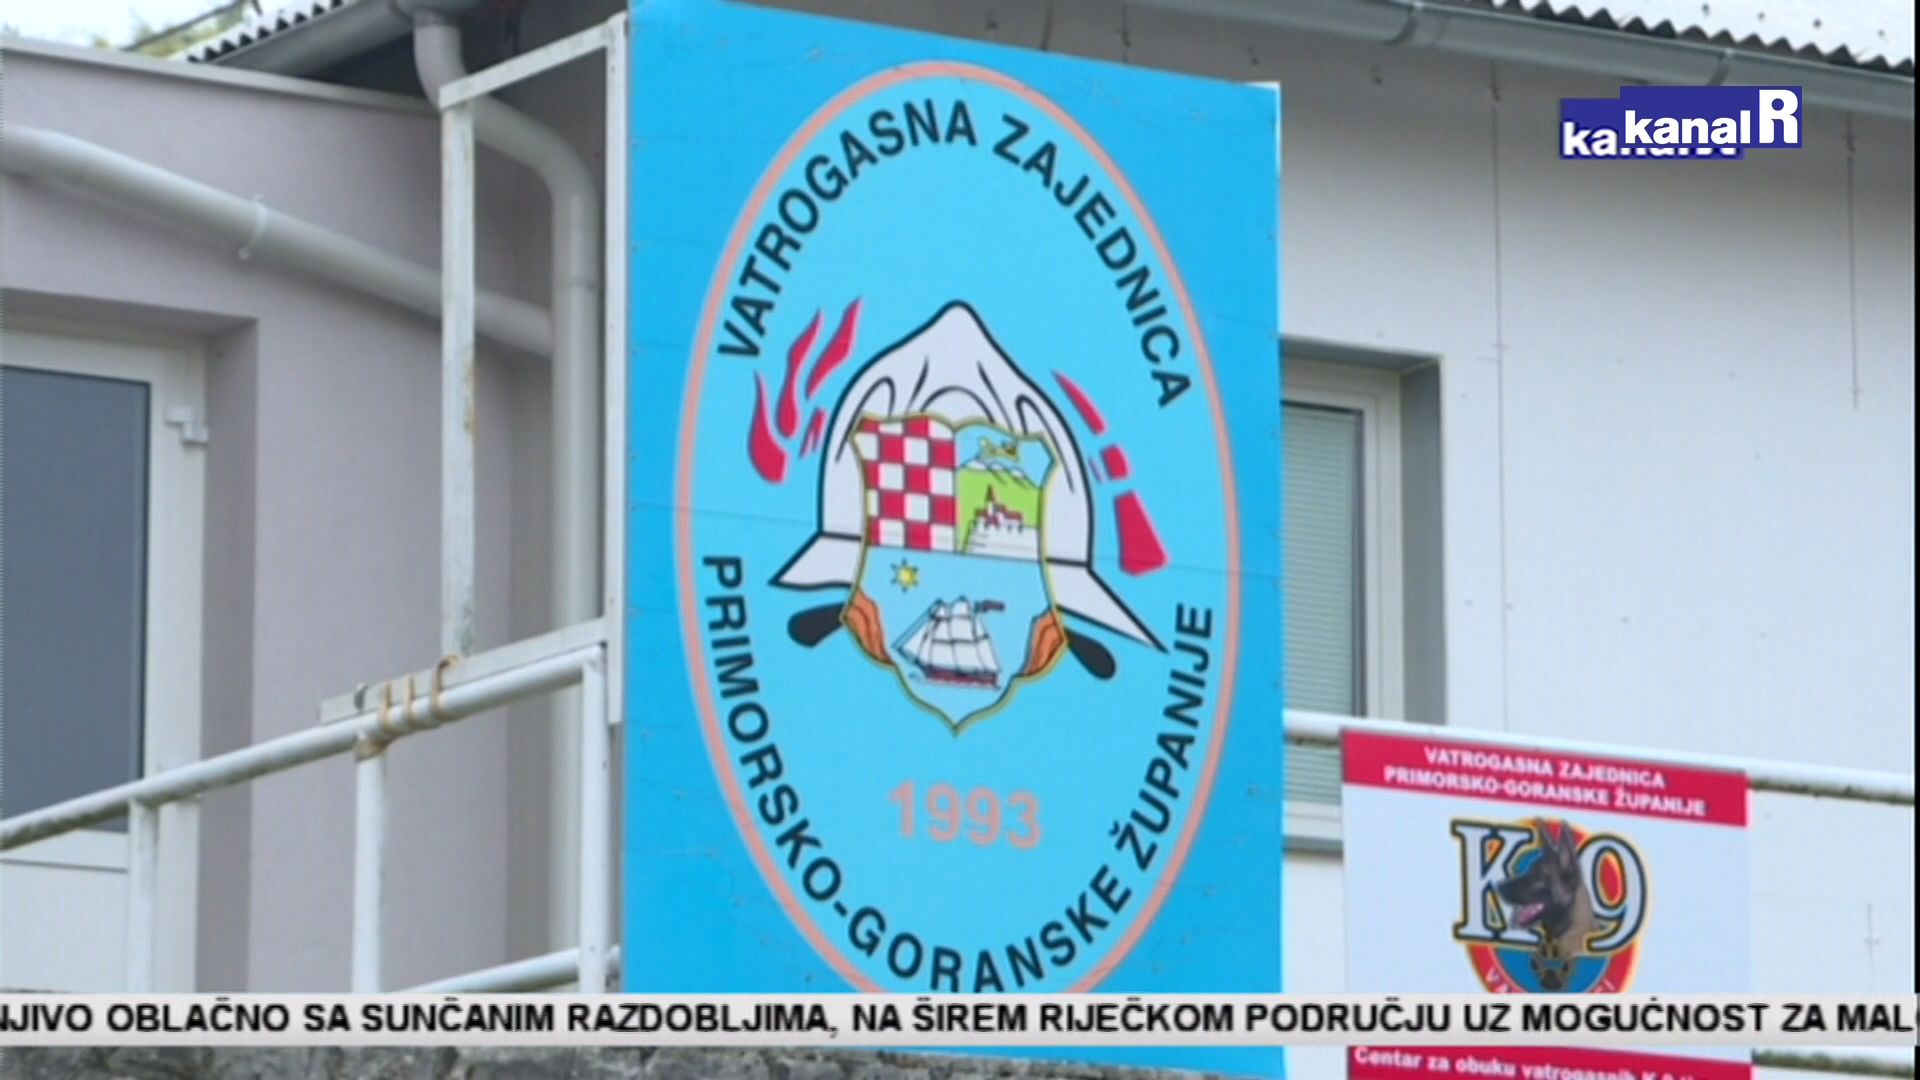 VATROGASNA ZAJEDNICA
PRIMORSKO-GORANSKE ŽUPANIJE
1993
kanal R
VATROGASNA ZAJEDNICA
PRIMORSKO-GORANSKE ŽUPANIJE
K9
NJIVO OBLAČNO SA SUNČANIM RAZDOBLJIMA, NA ŠIREM RIJEČKOM PODRUČJU UZ MOGUĆNOST ZA MAL
Centar za obuku vatrogasnih K-9